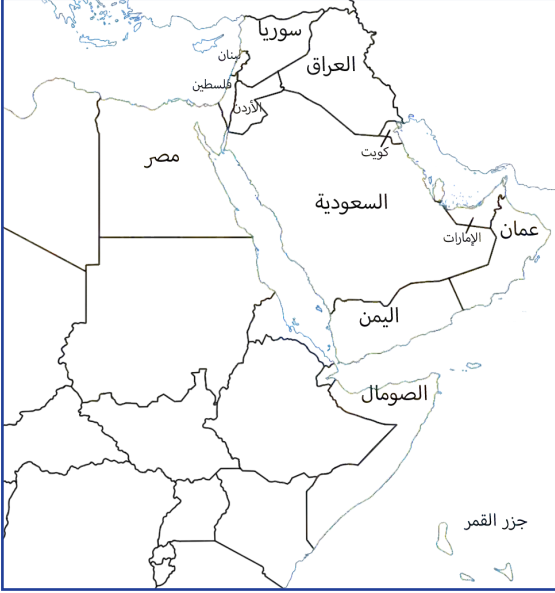 سوريا
لبنان
العراق
فلسطين
الأردن
كويت
مصر
السعودية
عمان
الإمارات
اليمن
الصومال
جزر القمر